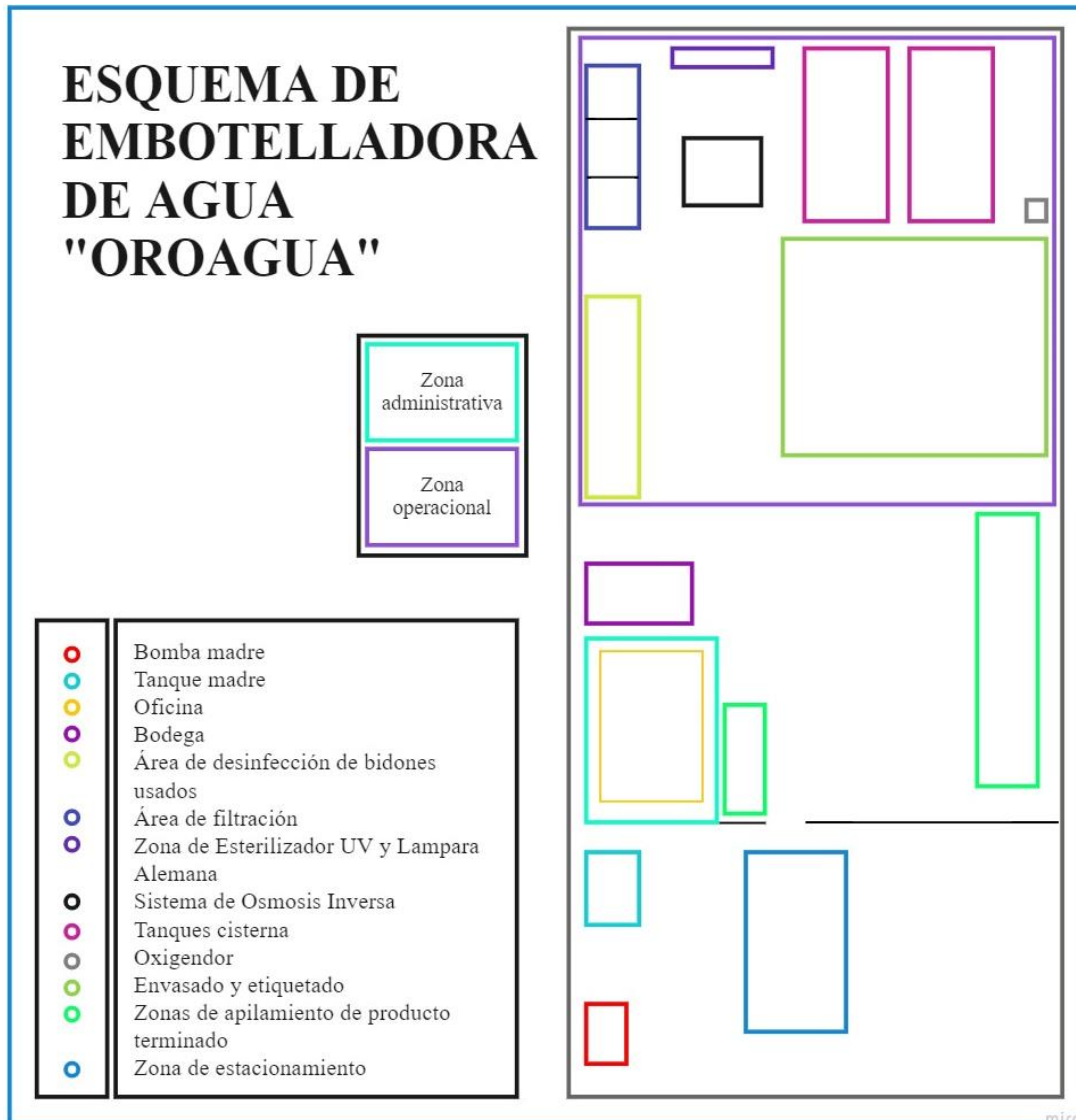 ESQUEMA DE
EMBOTELLADORA
DE AGUA
"OROAGUA"
Zona
administrativa
Zona
operacional
Bomba madre
Tanque madre
Oficina
Bodega
Área de desinfección de bidones
usados
Área de filtración
Zona de Esterilizador UV y Lampara
Alemana
Sistema de Osmosis Inversa
Tanques cisterna
Oxigendor
Envasado y etiquetado
Zonas de apilamiento de producto
terminado
Zona de estacionamiento